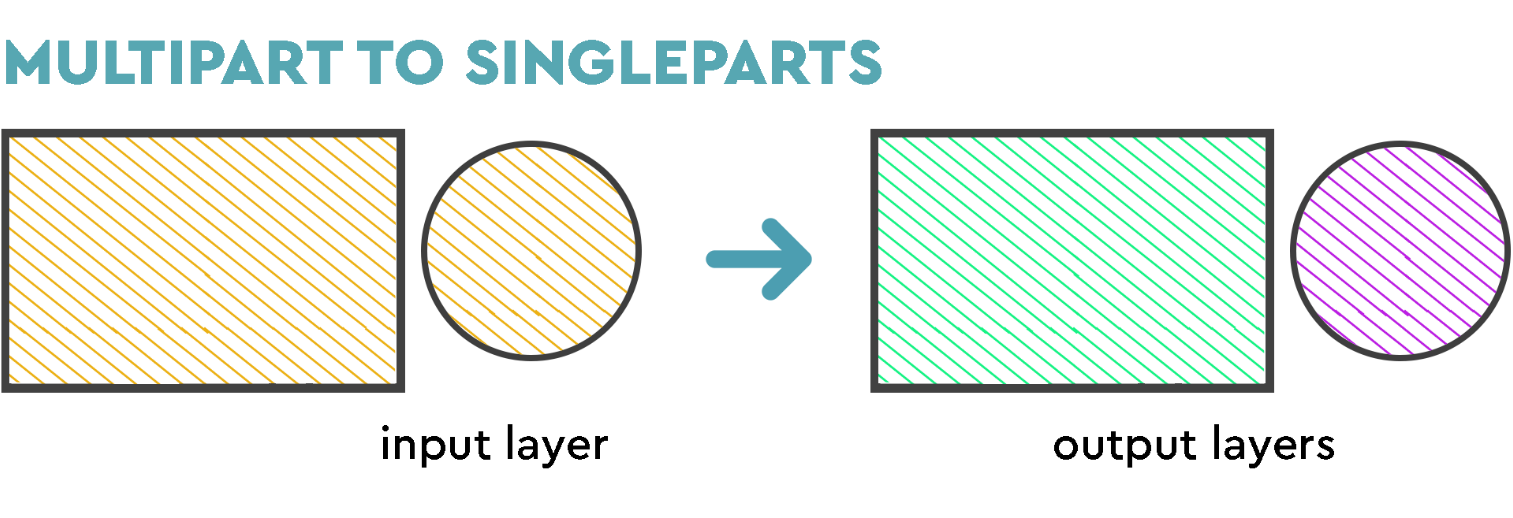 MULTIPART TO SINGLEPARTS
input layer
output layers